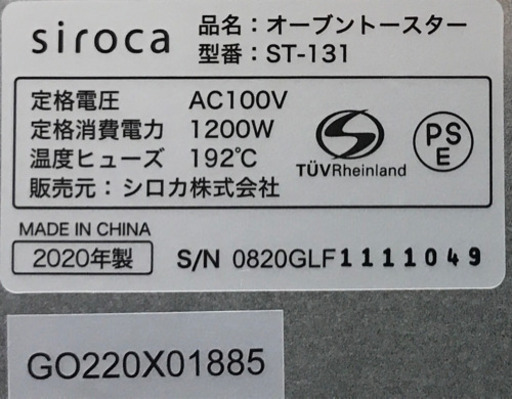 siroca
品名：オーブントースター
型番：ST-131
定格電圧 AC100V
定格消費電力 1200W
温度ヒューズ 192℃
販売元：シロカ株式会社
TÜVRheinland
PS
E
MADE IN CHINA
2020年製
S/N 0820GLF1111049
GO220X01885